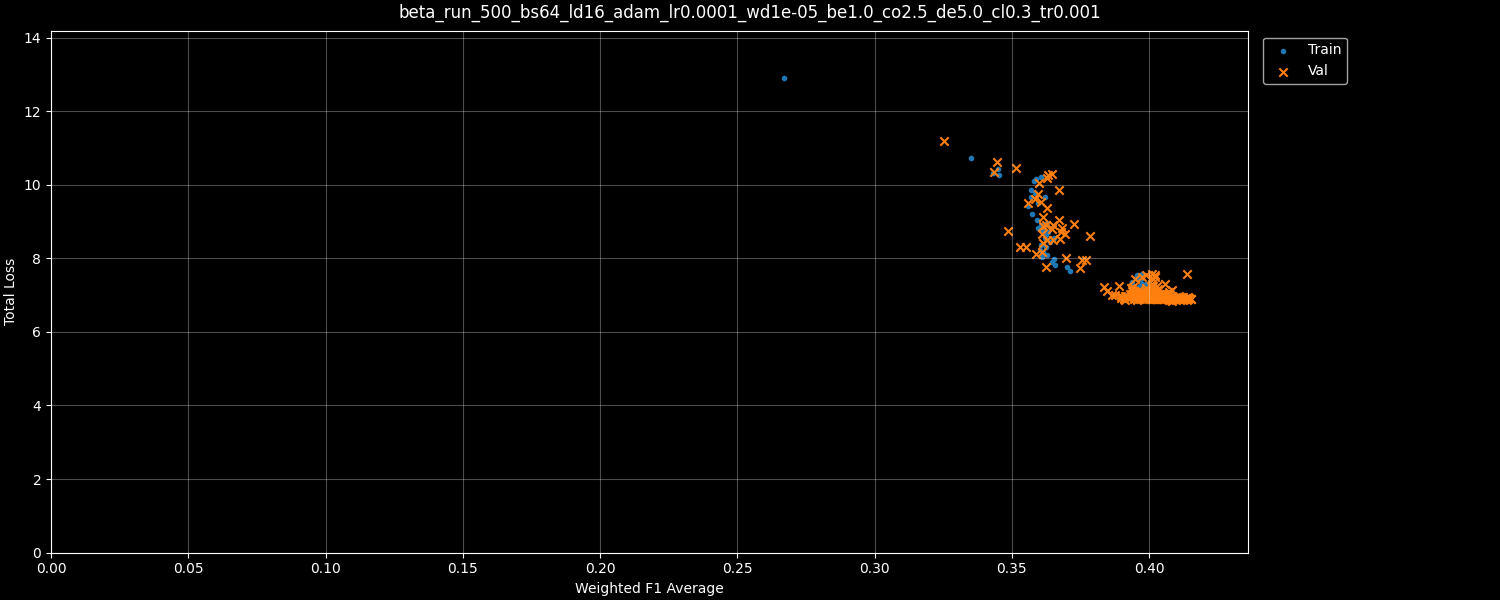 beta_run_500_bs64_ld16_adam_lr0.0001_wd1e-05_be1.0_co2.5_de5.0_cl0.3_tr0.001
Train
Val
Total Loss
14
12
10
8
6
4
2
0
0.00 0.05 0.10 0.15 0.20 0.25 0.30 0.35 0.40
Weighted F1 Average